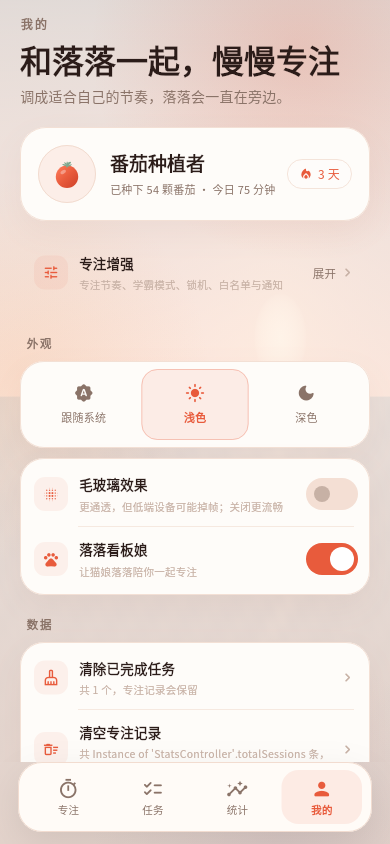 我的
和落落一起，慢慢专注
调成适合自己的节奏，落落会一直在旁边。
番茄种植者
已种下 54 颗番茄 · 今日 75 分钟
3 天
专注增强
专注节奏、学霸模式、锁机、白名单与通知
展开
外观
A
跟随系统
浅色
深色
毛玻璃效果
更通透，但低端设备可能掉帧；关闭更流畅
落落看板娘
让猫娘落落陪你一起专注
数据
清除已完成任务
共 1 个，专注记录会保留
清空专注记录
共 Instance of 'StatsController'.totalSessions 条，
专注
任务
统计
我的